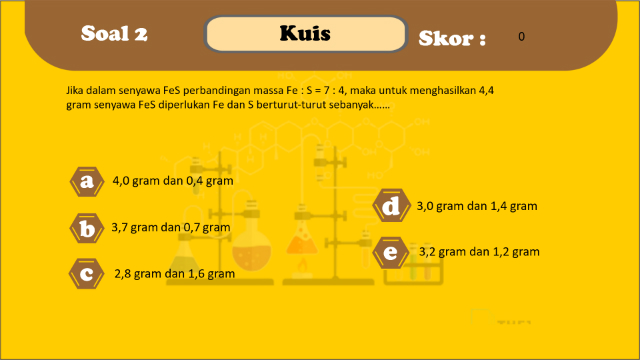 Soal 2
Kuis
Skor :
0
Jika dalam senyawa FeS perbandingan massa Fe : S = 7 : 4, maka untuk menghasilkan 4,4
gram senyawa FeS diperlukan Fe dan S berturut-turut sebanyak......
a 4,0 gram dan 0,4 gram
b 3,7 gram dan 0,7 gram
c 2,8 gram dan 1,6 gram
d 3,0 gram dan 1,4 gram
e 3,2 gram dan 1,2 gram